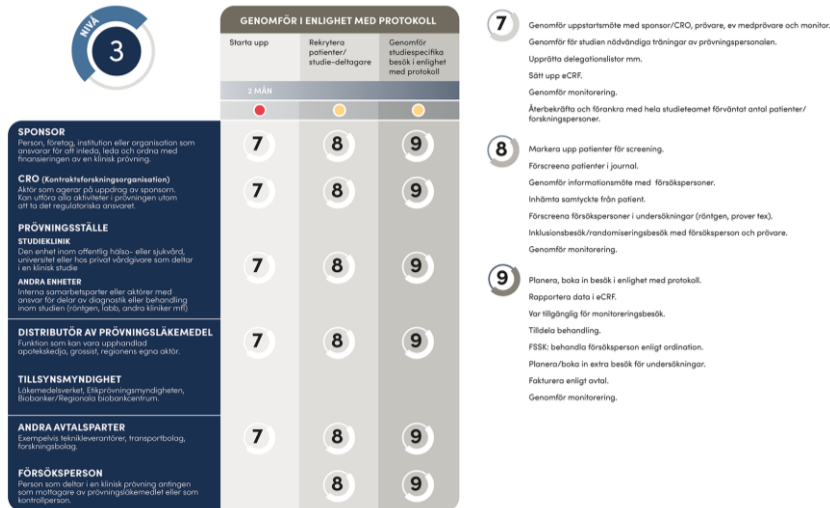 NIVÅ
3
GENOMFÖR I ENLIGHET MED PROTOKOLL
Starta upp
Rekrytera
patienter/
studie-deltagare
Genomför
studiespecifika
besök i enlighet
med protokoll
2 MÅN
SPONSOR
Person, företag, institution eller organisation som
ansvarar för att inleda, leda och ordna med
finansieringen av en klinisk prövning.
7 8 9
CRO (Kontraktsforskningsorganisation)
Aktör som agerar på uppdrag av sponsorn.
Kan utföra alla aktiviteter i prövningen utom
att ta det regulatoriska ansvaret.
7 8 9
PRÖVNINGSSTÄLLE
STUDIEKLINIK
Den enhet inom offentlig hälso- eller sjukvård,
universitet eller hos privat vårdgivare som deltar
i en klinisk studie
7 8 9
ANDRA ENHETER
Interna samarbetsparter eller aktörer med
ansvar för delar av diagnostik eller behandling
inom studien (röntgen, labb, andra kliniker mfl)
DISTRIBUTÖR AV PRÖVNINGSLÄKEMEDEL
Funktion som kan vara upphandlad
apotekskedja, grossist, regionens egna aktör.
7 8 9
TILLSYNSMYNDIGHET
Läkemedelsverket, Etikprövningsmyndigheten,
Biobanker/Regionala biobankcentrum.
ANDRA AVTALSPARTER
Exempelvis teknikleverantörer, transportbolag,
forskningsbolag.
7 8 9
FÖRSÖKSPERSON
Person som deltar i en klinisk prövning antingen
som mottagare av prövningsläkemedlet eller som
kontrollperson.
8 9
7
Genomför uppstartsmöte med sponsor/CRO, prövare, ev medprövare och monitor.
Genomför för studien nödvändiga träningar av prövningspersonalen.
Upprätta delegationslistor mm.
Sätt upp eCRF.
Genomför monitorering.
Återbekräfta och förankra med hela studieteamet förväntat antal patienter/
forskningspersoner.
8
Markera upp patienter för screening.
Förscreena patienter i journal.
Genomför informationsmöte med försökspersoner.
Inhämta samtycke från patient.
Förscreena försökspersoner i undersökningar (röntgen, prover tex).
Inklusionsbesök/randomiseringsbesök med försöksperson och prövare.
Genomför monitorering.
9
Planera, boka in besök i enlighet med protokoll.
Rapportera data i eCRF.
Var tillgänglig för monitoreringsbesök.
Tilldela behandling.
FSSK: behandla försöksperson enligt ordination.
Planera/boka in extra besök för undersökningar.
Fakturera enligt avtal.
Genomför monitorering.